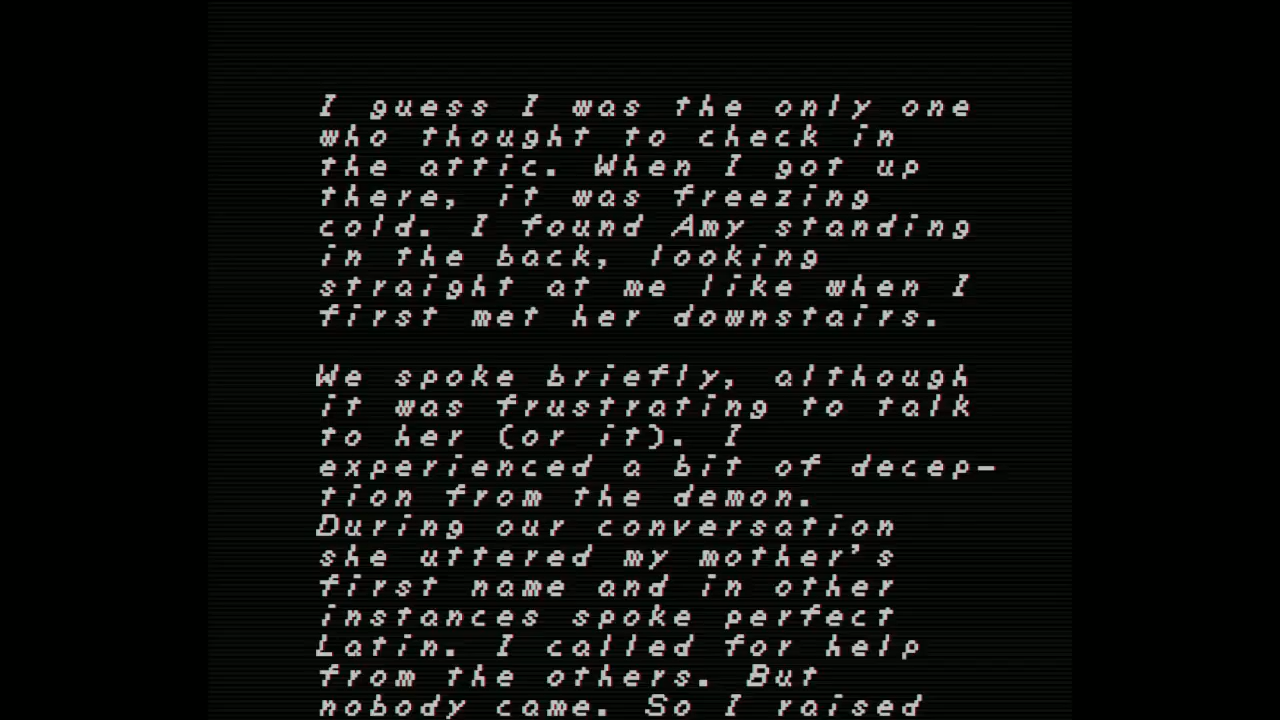 I guess I was the only one
who thought to check in
the attic. When I got up
there, it was freezing
cold. I found Amy standing
in the back, looking
straight at me like when I
first met her downstairs.
We spoke briefly, although
it was frustrating to talk
to her (or it). I
experienced a bit of decep-
tion from the demon.
During our conversation
she uttered my mother's
first name and in other
instances spoke perfect
Latin. I called for help
from the others. But
nobody came. So I raised